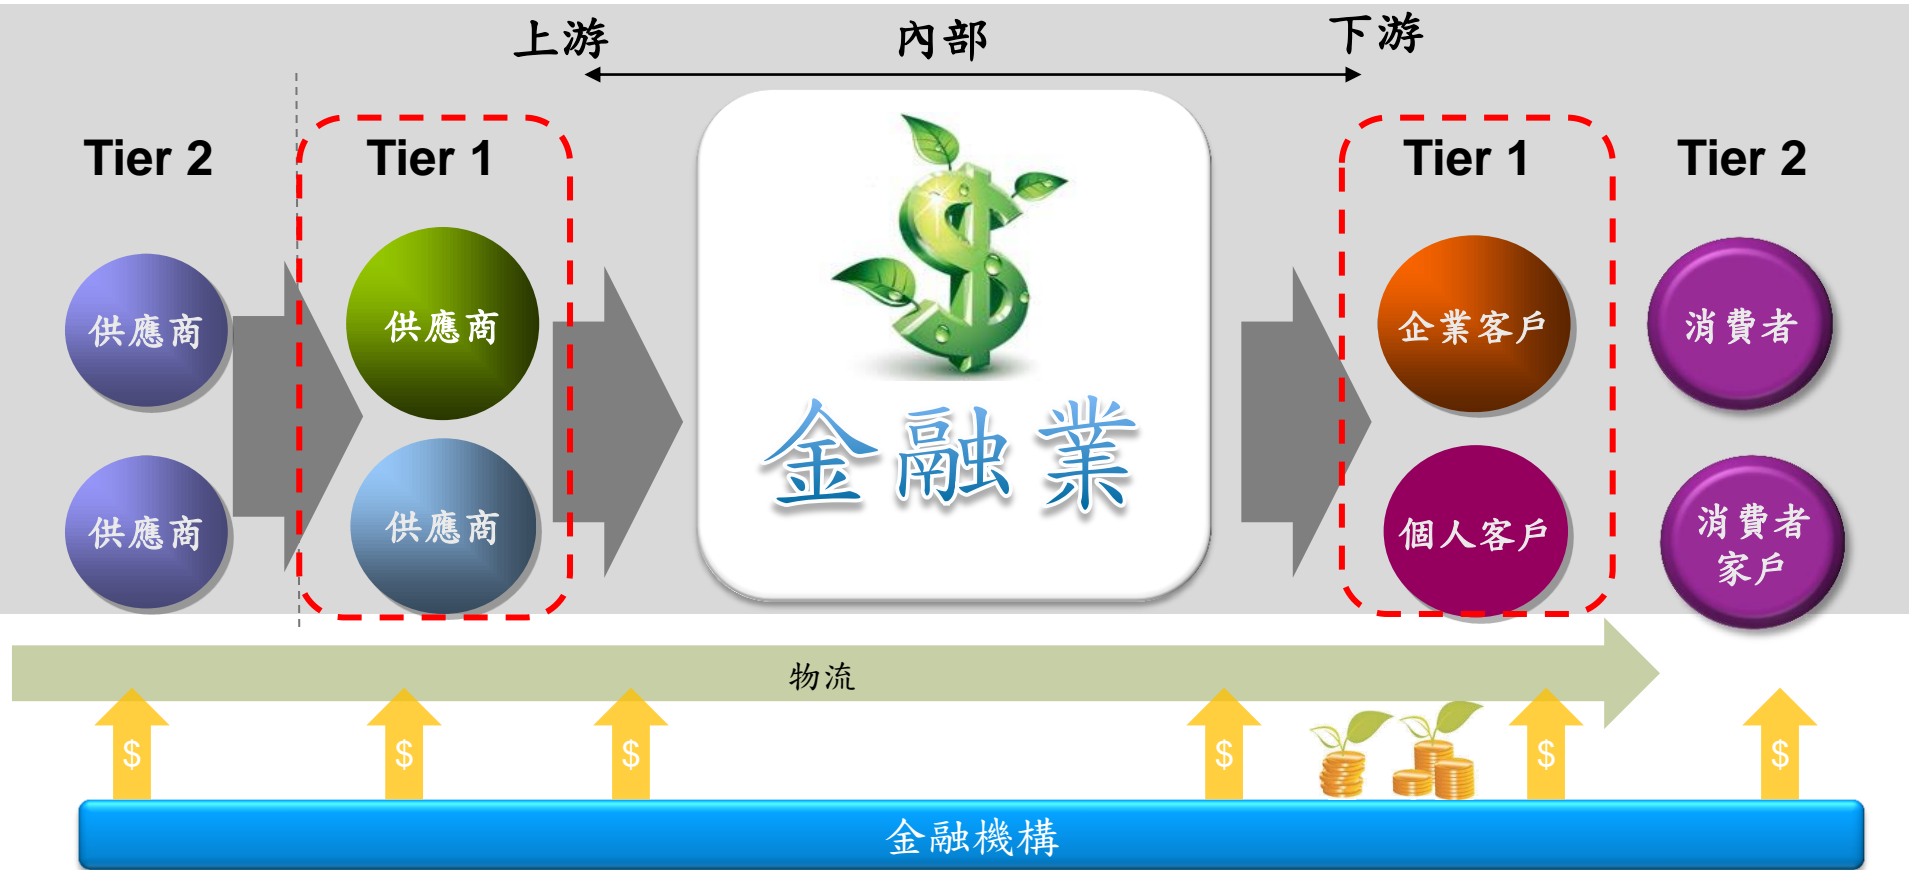 上游
內部
下游
Tier 2
Tier 1
Tier 1
Tier 2
供應商
供應商
企業客戶
消費者
金融業
供應商
供應商
個人客戶
消費者
家戶
物流
$
$
$
$
$
$
金融機構